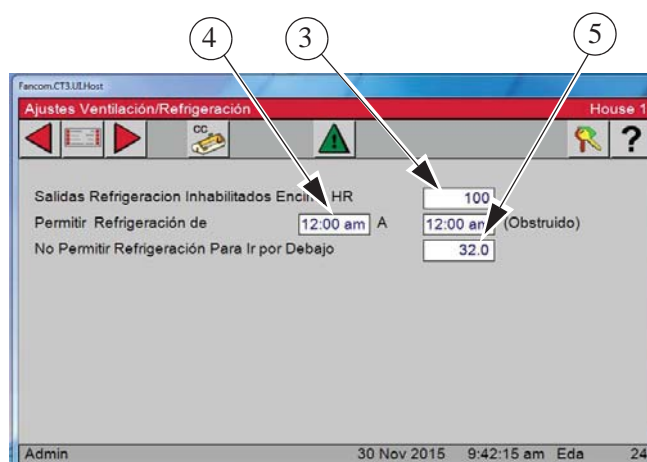 4 3 5
Fancom.CT3.UI.Host
Ajustes Ventilación/Refrigeración House 1
CC
?
Salidas Refrigeracion Inhabilitados HR 100
Permitir Refrigeración de 12:00 am A 12:00 am (Obstruido)
No Permitir Refrigeración Para Ir por Debajo 32.0
Admin 30 Nov 2015 9:42:15 am Eda 24